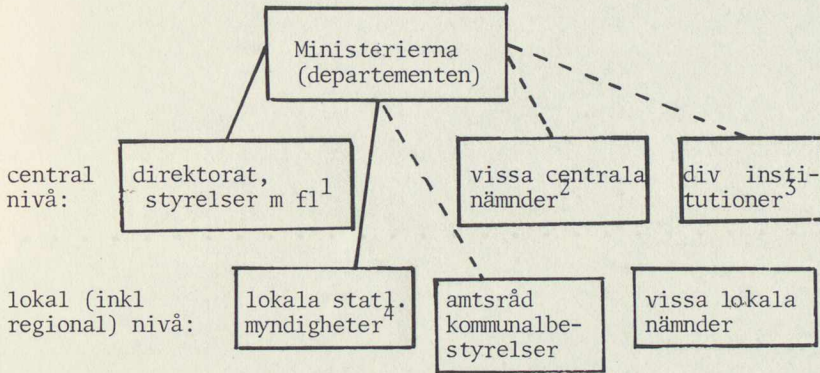 Ministerierna
(departementen)
central
nivå:
direktorat,
styrelser m fl1
vissa centrala
nämnder2
div insti-
tutioner3
lokal (inkl
regional) nivå:
lokala statl.
myndigheter4
amtsråd
kommunalbe-
styrelser
vissa lokala
nämnder